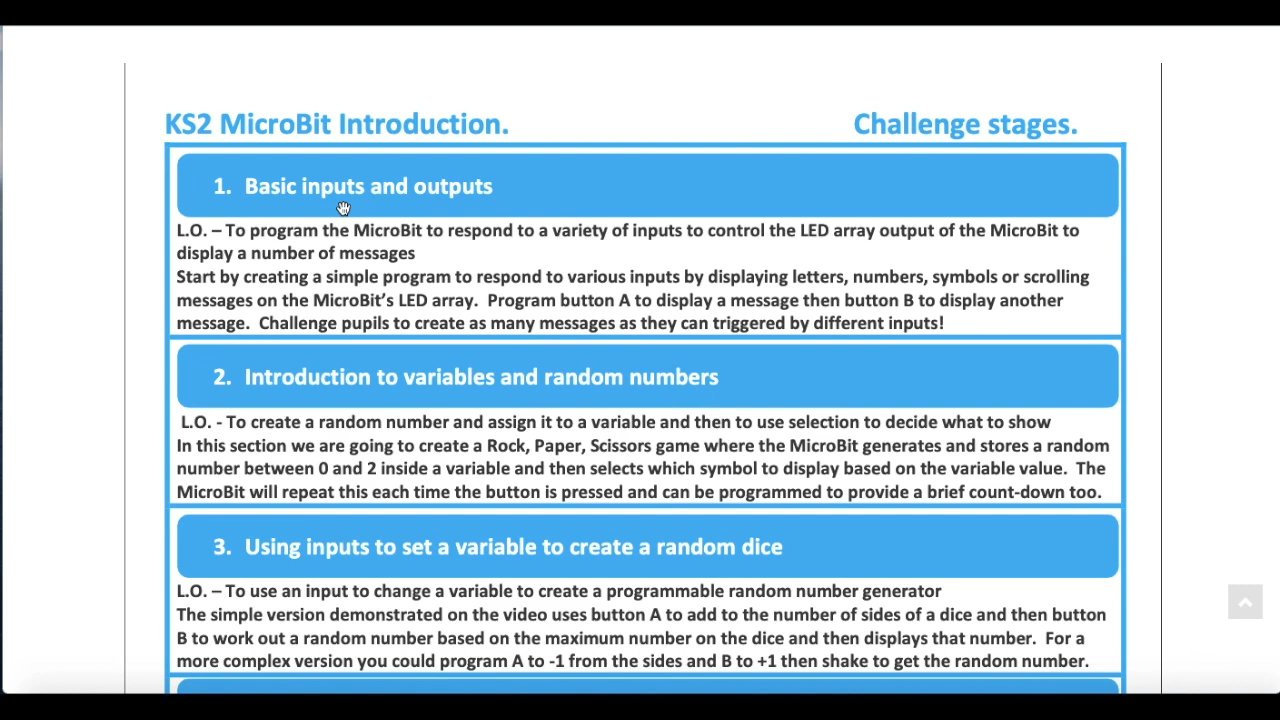 KS2 MicroBit Introduction. Challenge stages.
1. Basic inputs and outputs
L.O. – To program the MicroBit to respond to a variety of inputs to control the LED array output of the MicroBit to
display a number of messages
Start by creating a simple program to respond to various inputs by displaying letters, numbers, symbols or scrolling
messages on the MicroBit’s LED array. Program button A to display a message then button B to display another
message. Challenge pupils to create as many messages as they can triggered by different inputs!
2. Introduction to variables and random numbers
L.O. - To create a random number and assign it to a variable and then to use selection to decide what to show
In this section we are going to create a Rock, Paper, Scissors game where the MicroBit generates and stores a random
number between 0 and 2 inside a variable and then selects which symbol to display based on the variable value. The
MicroBit will repeat this each time the button is pressed and can be programmed to provide a brief count-down too.
3. Using inputs to set a variable to create a random dice
L.O. – To use an input to change a variable to create a programmable random number generator
The simple version demonstrated on the video uses button A to add to the number of sides of a dice and then button
B to work out a random number based on the maximum number on the dice and then displays that number. For a
more complex version you could program A to -1 from the sides and B to +1 then shake to get the random number.